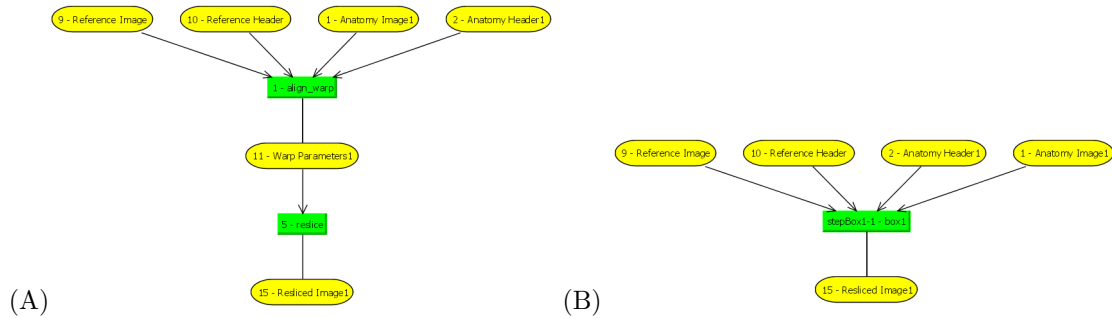 9 - Reference Image
10 - Reference Header
1 - Anatomy Image1
2 - Anatomy Header1
1 - align_warp
11 - Warp Parameters1
5 - reslice
15 - Resliced Image1
(A)
9 - Reference Image
10 - Reference Header
2 - Anatomy Header1
1 - Anatomy Image1
stepBox1-1 - box1
15 - Resliced Image1
(B)